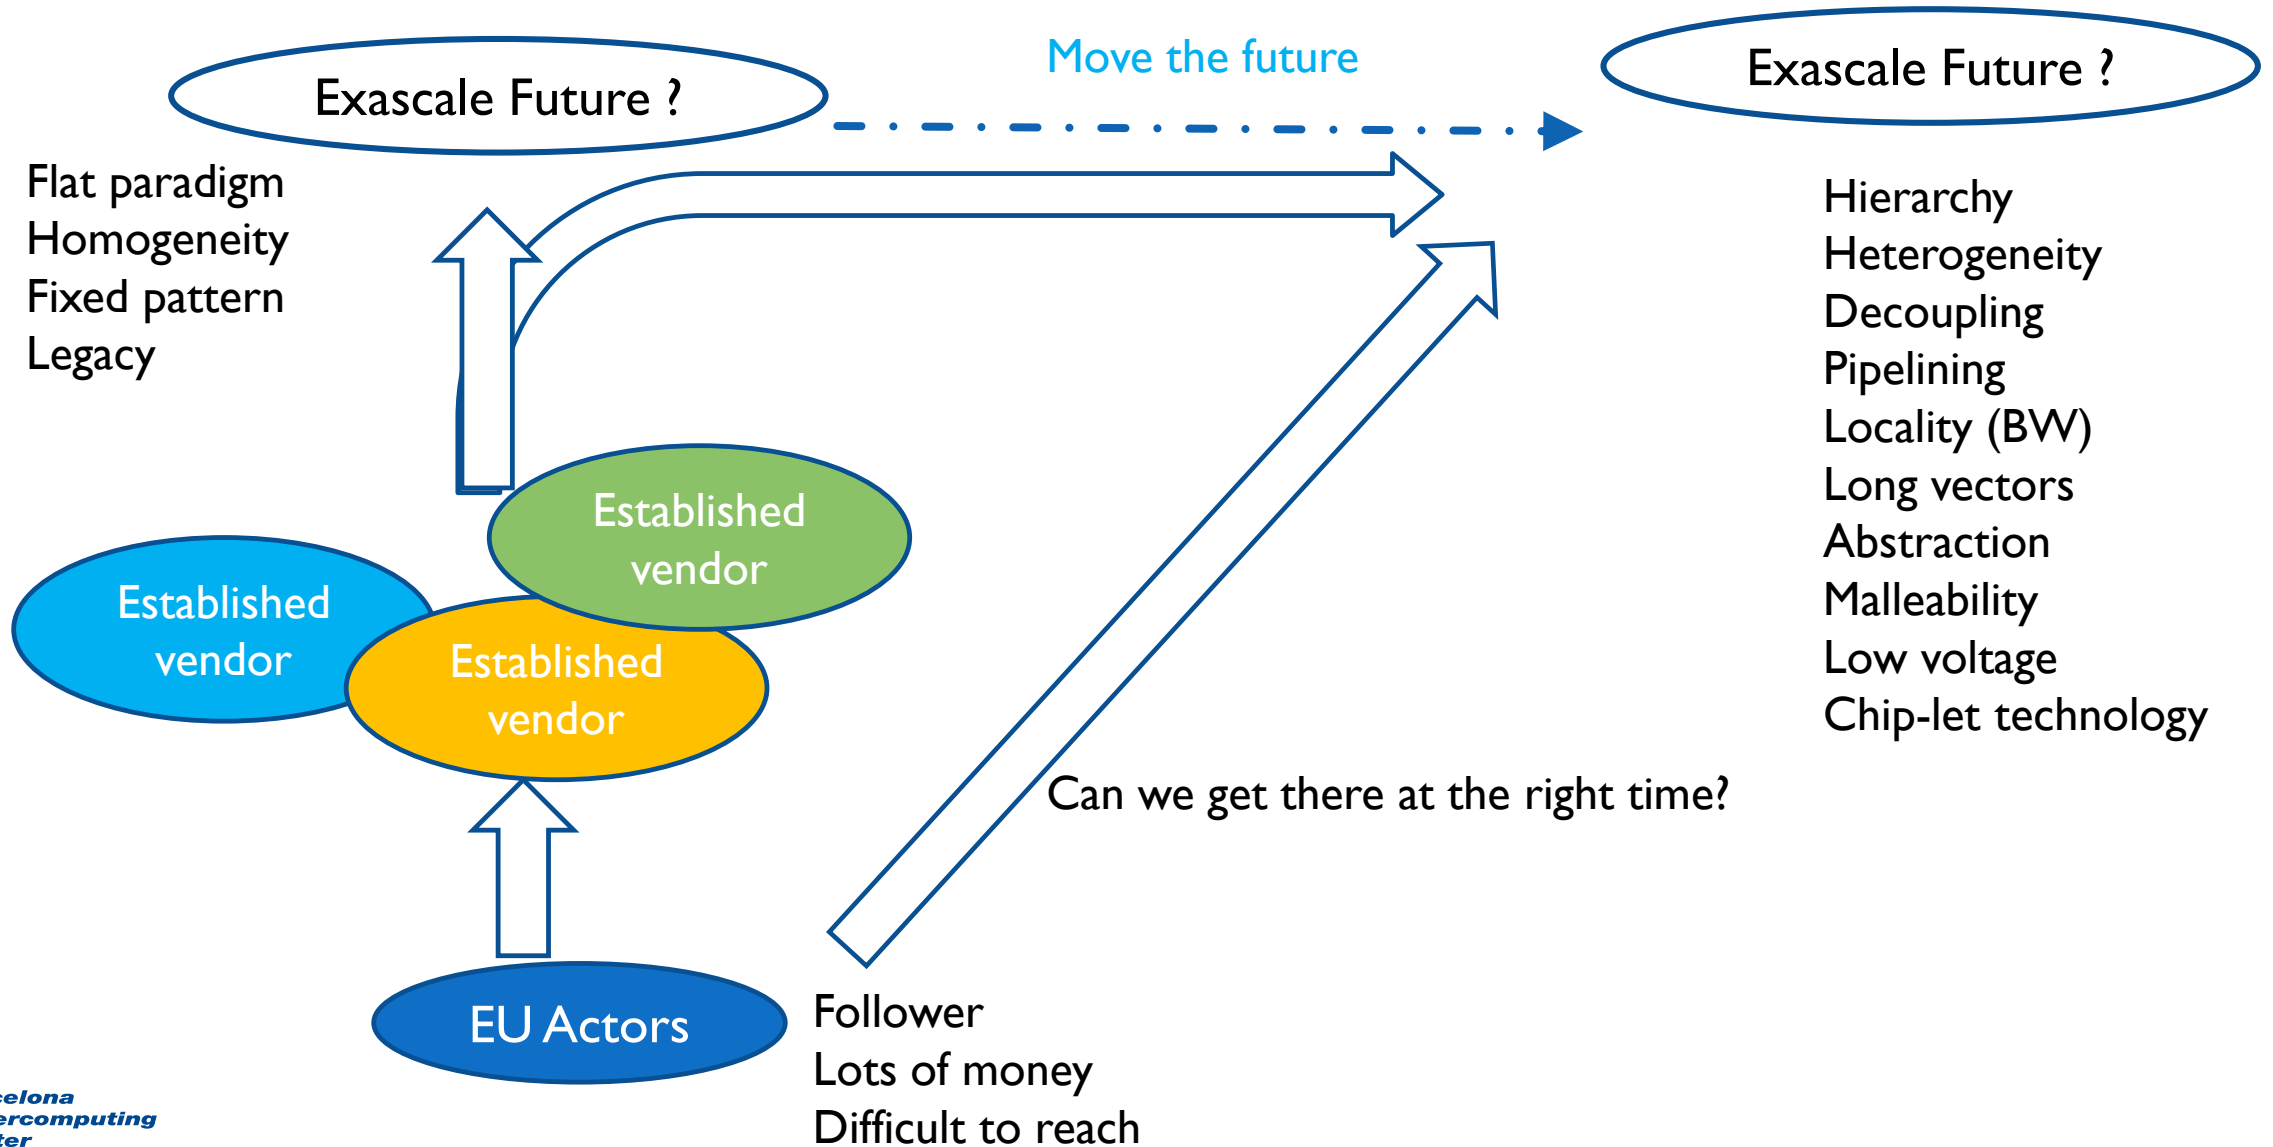 Exascale Future ?
Move the future
Exascale Future ?
Flat paradigm
Homogeneity
Fixed pattern
Legacy
Hierarchy
Heterogeneity
Decoupling
Pipelining
Locality (BW)
Long vectors
Abstraction
Malleability
Low voltage
Chip-let technology
Established
vendor
Established
vendor
Established
vendor
Can we get there at the right time?
EU Actors
Follower
Lots of money
Difficult to reach